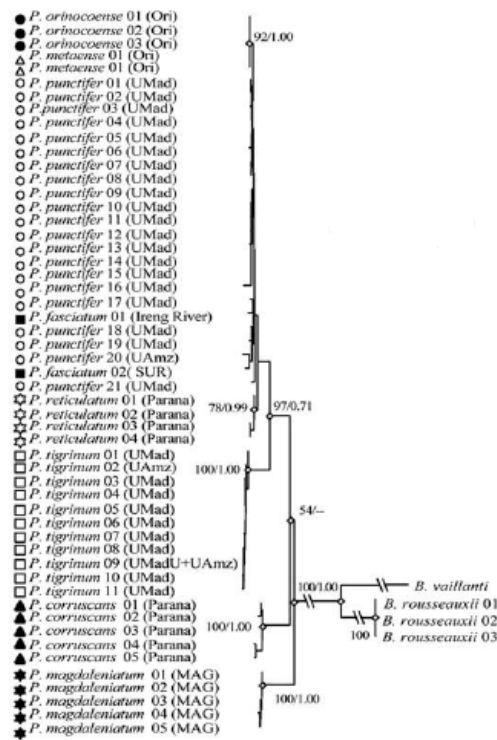 P. orinocoense 01 (Ori)
P. orinocoense 02 (Ori)
P. orinocoense 03 (Ori)
P. metaense 01 (Ori)
P. metaense 01 (Ori)
P. punctifer 01 (UMad)
P. punctifer 02 (UMad)
P.punctifer 03 (UMad)
P. punctifer 04 (UMad)
P. punctifer 05 (UMad)
P. punctifer 06 (UMad)
P. punctifer 07 (UMad)
P. punctifer 08 (UMad)
P. punctifer 09 (UMad)
P. punctifer 10 (UMad)
P. punctifer 11 (UMad)
P. punctifer 12 (UMad)
P. punctifer 13 (UMad)
P. punctifer 14 (UMad)
P. punctifer 15 (UMad)
P. punctifer 16 (UMad)
P. punctifer 17 (UMad)
P. fasciatum 01 (Ireng River)
P. punctifer 18 (UMad)
P. punctifer 19 (UMad)
P. punctifer 20 (UAmz)
P. fasciatum 02( SUR)
P. punctifer 21 (UMad)
P. reticulatum 01 (Parana)
P. reticulatum 02 (Parana)
P. reticulatum 03 (Parana)
P. reticulatum 04 (Parana)
P. tigrinum 01 (UMad)
P. tigrinum 02 (UAmz)
P. tigrinum 03 (UMad)
P. tigrinum 04 (UMad)
P. tigrinum 05 (UMad)
P. tigrinum 06 (UMad)
P. tigrinum 07 (UMad)
P. tigrinum 08 (UMad)
P. tigrinum 09 (UMadU+UAmz)
P. tigrinum 10 (UMad)
P. tigrinum 11 (UMad)
P. corruscans 01 (Parana)
P. corruscans 02 (Parana)
P. corruscans 03 (Parana)
P. corruscans 04 (Parana)
P. corruscans 05 (Parana)
P. magdaleniatum 01 (MAG)
P. magdaleniatum 02 (MAG)
P. magdaleniatum 03 (MAG)
P. magdaleniatum 04 (MAG)
P. magdaleniatum 05 (MAG)
92/1.00
78/0.99
97/0.71
100/1.00
54/--
100/1.00
100/1.00
100/1.00
100
B. vaillanti
B. rousseauxii 01
B. rousseauxii 02
B. rousseauxii 03